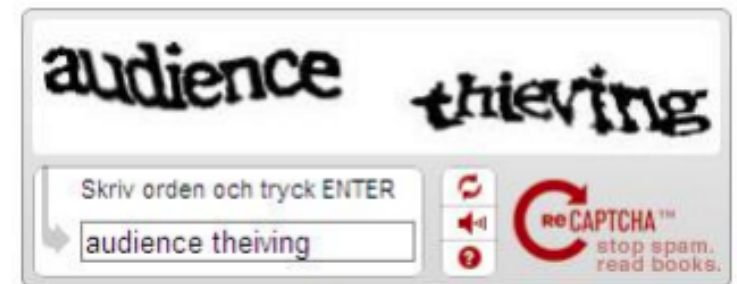 audience thieving
Skriv orden och tryck ENTER
audience theiving
reCAPTCHA™
stop spam.
read books.